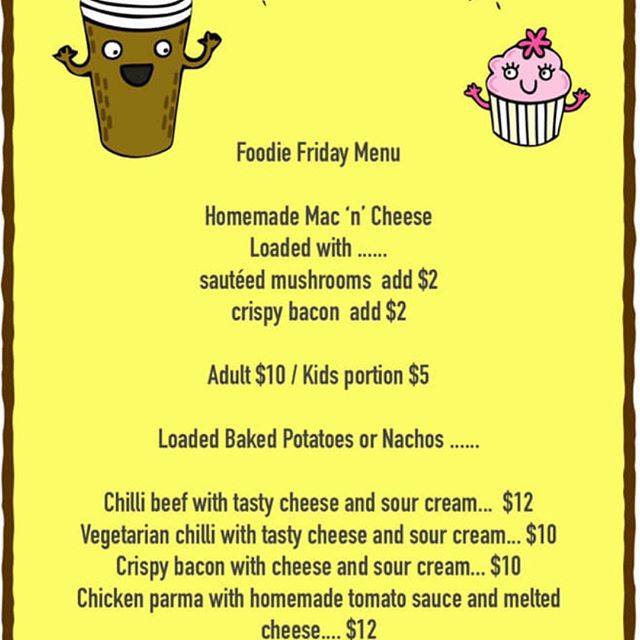 Foodie Friday Menu
Homemade Mac ‘n’ Cheese
Loaded with ......
sautéed mushrooms  add $2
crispy bacon  add $2
Adult $10 / Kids portion $5
Loaded Baked Potatoes or Nachos ......
Chilli beef with tasty cheese and sour cream...  $12
Vegetarian chilli with tasty cheese and sour cream... $10
Crispy bacon with cheese and sour cream... $10
Chicken parma with homemade tomato sauce and melted
cheese.... $12